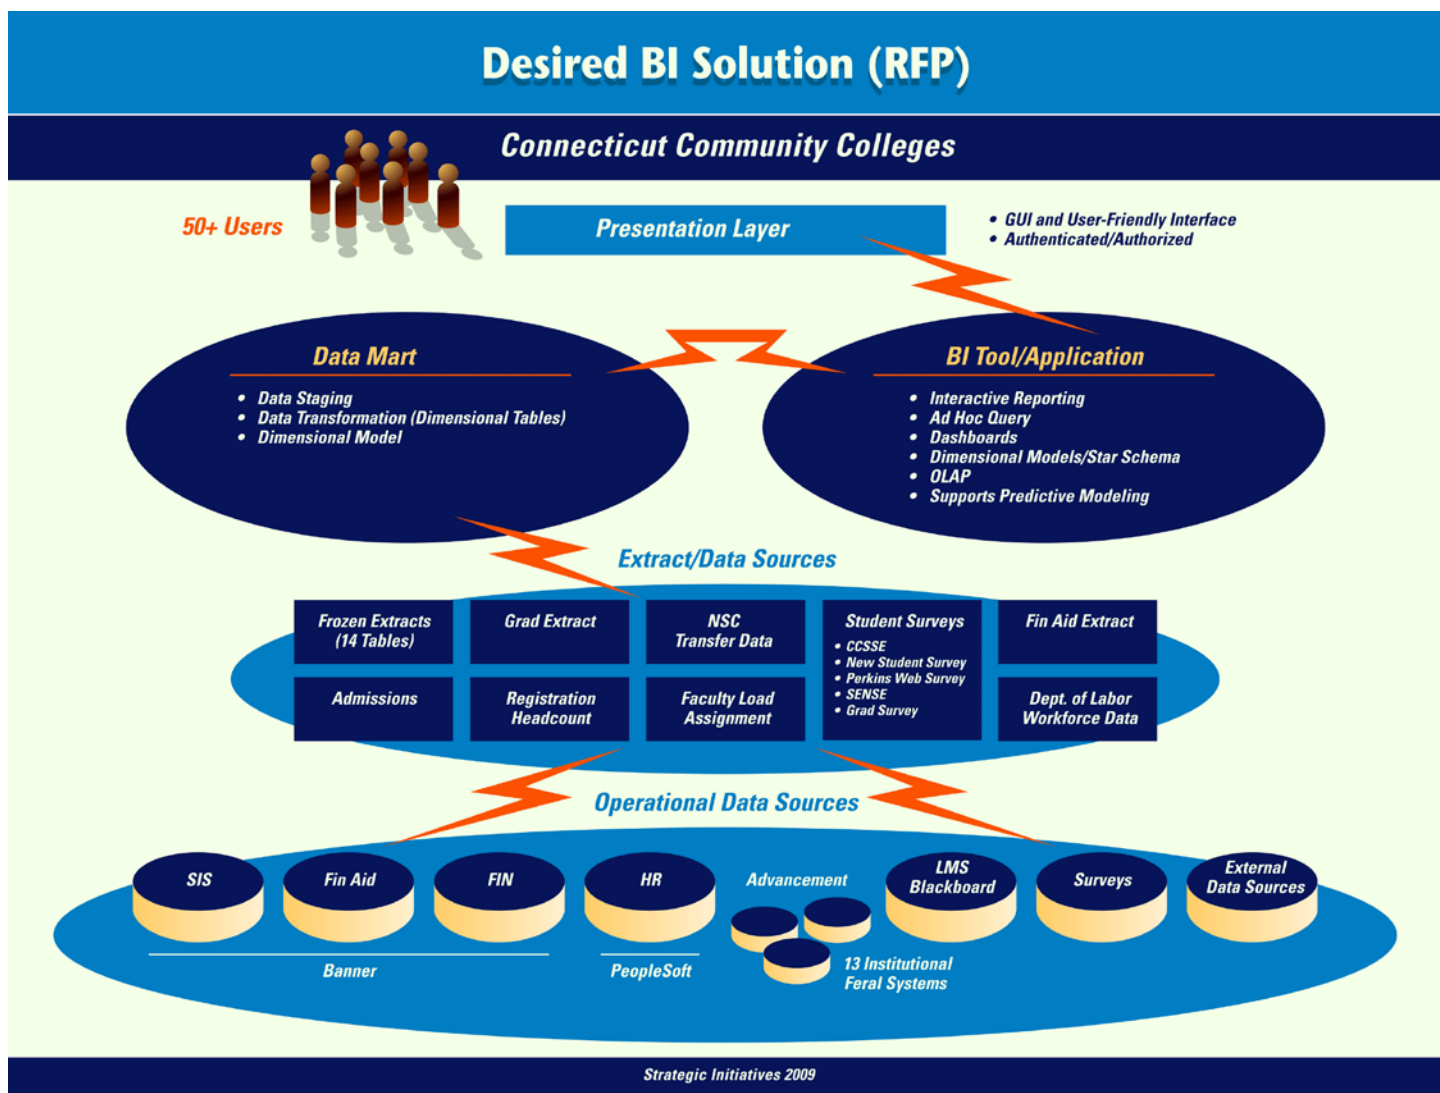 Desired BI Solution (RFP)
Connecticut Community Colleges
50+ Users
Presentation Layer
• GUI and User-Friendly Interface
• Authenticated/Authorized
Data Mart
• Data Staging
• Data Transformation (Dimensional Tables)
• Dimensional Model
BI Tool/Application
• Interactive Reporting
• Ad Hoc Query
• Dashboards
• Dimensional Models/Star Schema
• OLAP
• Supports Predictive Modeling
Extract/Data Sources
Frozen Extracts
(14 Tables)
Grad Extract
NSC
Transfer Data
Student Surveys
• CCSSE
• New Student Survey
• Perkins Web Survey
• SENSE
• Grad Survey
Fin Aid Extract
Admissions
Registration
Headcount
Faculty Load
Assignment
Dept. of Labor
Workforce Data
Operational Data Sources
SIS
Fin Aid
FIN
HR
Advancement
LMS
Blackboard
Surveys
External
Data Sources
Banner
PeopleSoft
13 Institutional
Feral Systems
Strategic Initiatives 2009